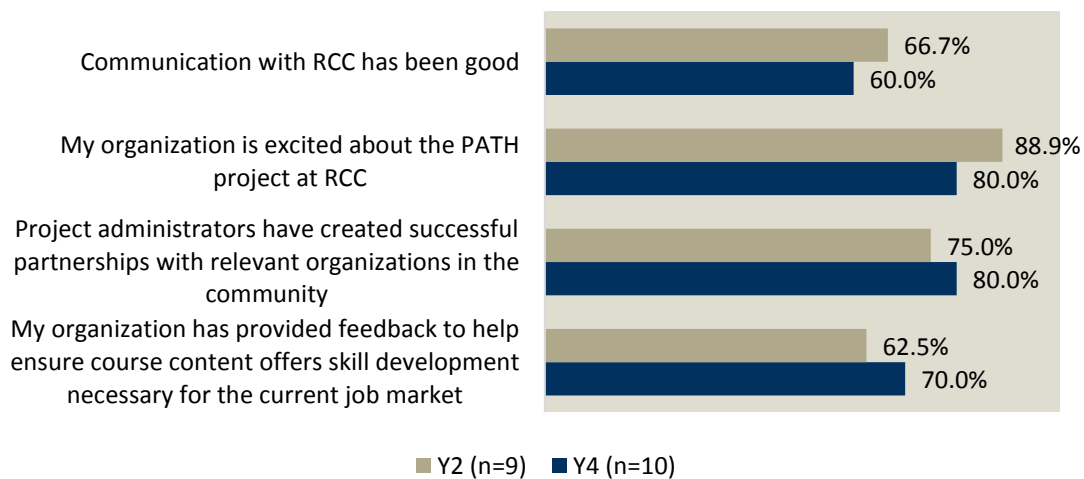 Communication with RCC has been good
66.7%
60.0%
My organization is excited about the PATH
project at RCC
88.9%
80.0%
Project administrators have created successful
partnerships with relevant organizations in the
community
75.0%
80.0%
My organization has provided feedback to help
ensure course content offers skill development
necessary for the current job market
62.5%
70.0%
Y2 (n=9) Y4 (n=10)